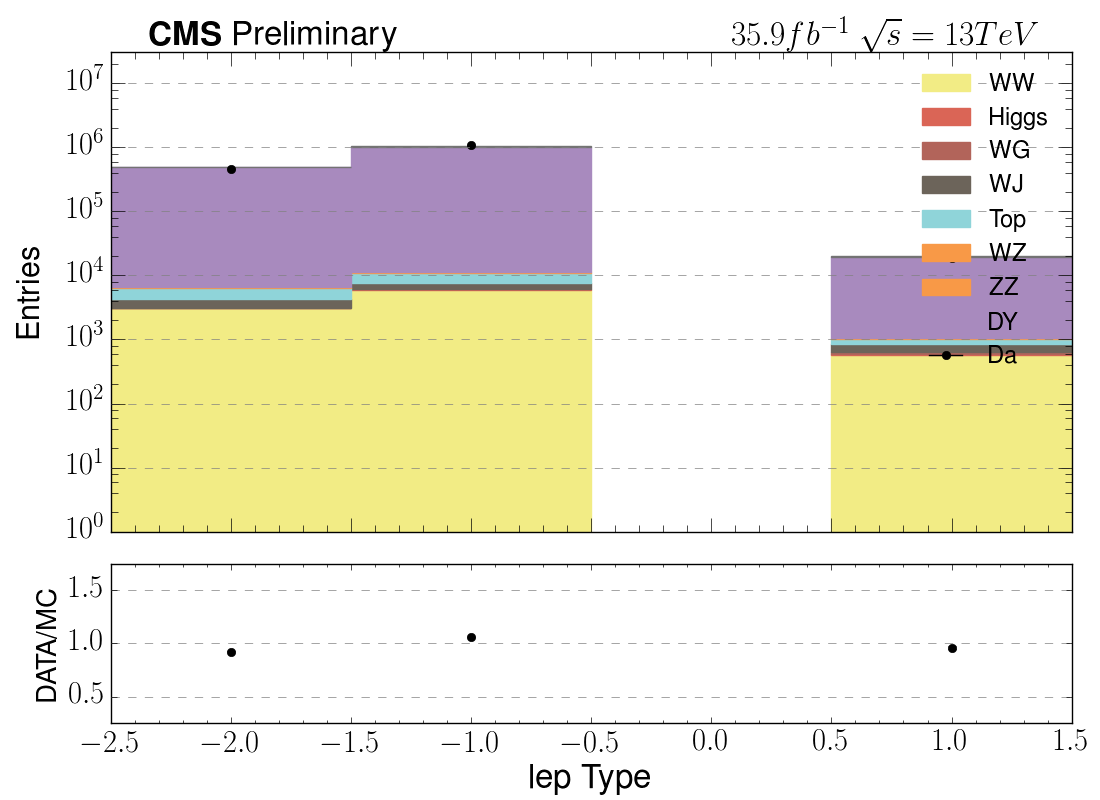 CMS Preliminary 35.9fb⁻¹ √s = 13TeV
Entries
10⁷
10⁶
10⁵
10⁴
10³
10²
10¹
10⁰
WW
Higgs
WG
WJ
Top
WZ
ZZ
DY
Da
DATA/MC
1.5
1.0
0.5
−2.5 −2.0 −1.5 −1.0 −0.5 0.0 0.5 1.0 1.5
lep Type